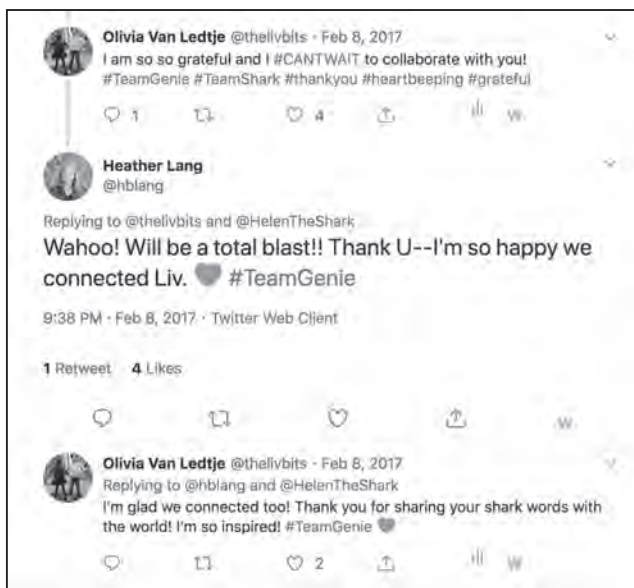 Olivia Van Ledtje @thelivbits · Feb 8, 2017
I am so so grateful and I #CANTWAIT to collaborate with you!
#TeamGenie #TeamShark #thankyou #heartbeeping #grateful
1 4
Heather Lang
@hblang
Replying to @thelivbits and @HelenTheShark
Wahoo! Will be a total blast!! Thank U--I'm so happy we
connected Liv. 🖤 #TeamGenie
9:38 PM · Feb 8, 2017 · Twitter Web Client
1 Retweet 4 Likes
W
Olivia Van Ledtje @thelivbits · Feb 8, 2017
Replying to @hblang and @HelenTheShark
I'm glad we connected too! Thank you for sharing your shark words with
the world! I'm so inspired! #TeamGenie 🖤
2 W